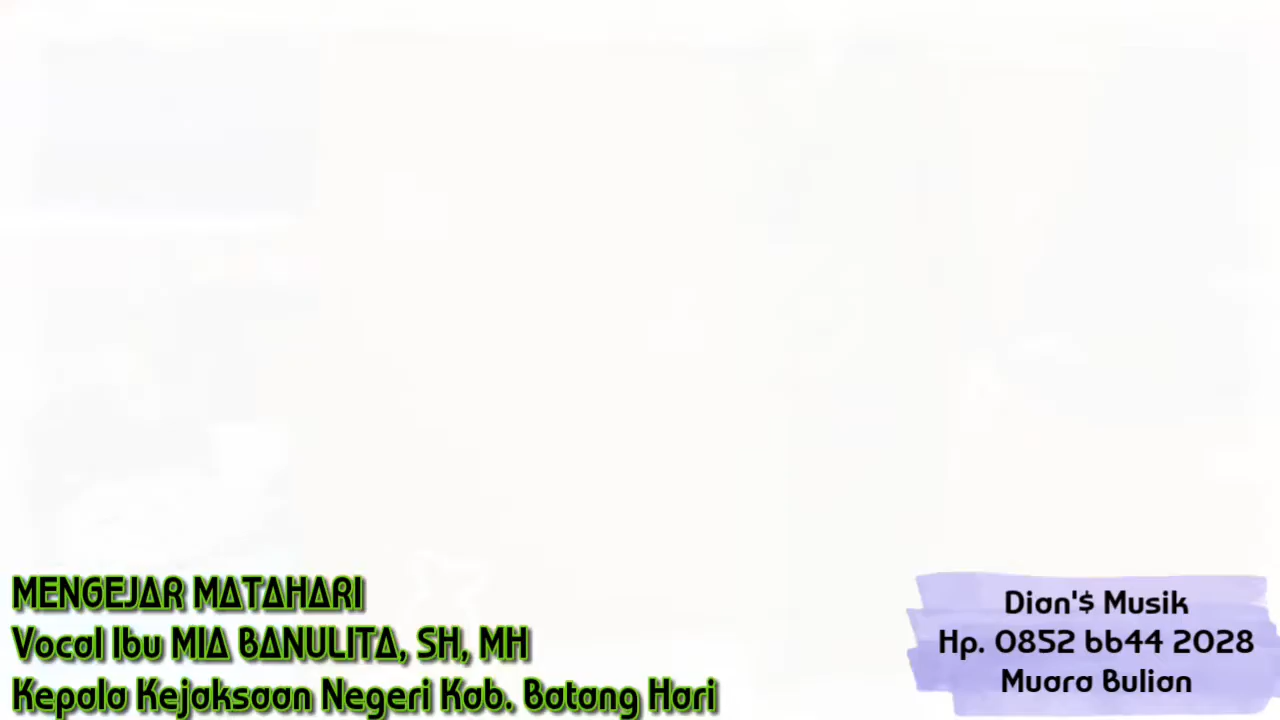 MENGEJAR MATAHARI
Vocal Ibu MIA BANULITA, SH, MH
Kepala Kejaksaan Negeri Kab. Batang Hari
Dian'$ Musik
Hp. 0852 6644 2028
Muara Bulian